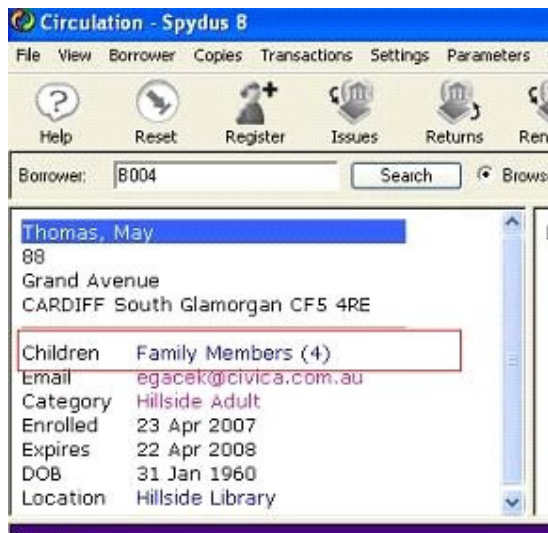 Circulation - Spydus 8
File View Borrower Copies Transactions Settings Parameters
Help Reset Register Issues Returns Ren
Borrower: B004 Search Brows
Thomas, May
88
Grand Avenue
CARDIFF South Glamorgan CF5 4RE
Children Family Members (4)
Email egacek@civica.com.au
Category Hillside Adult
Enrolled 23 Apr 2007
Expires 22 Apr 2008
DOB 31 Jan 1960
Location Hillside Library